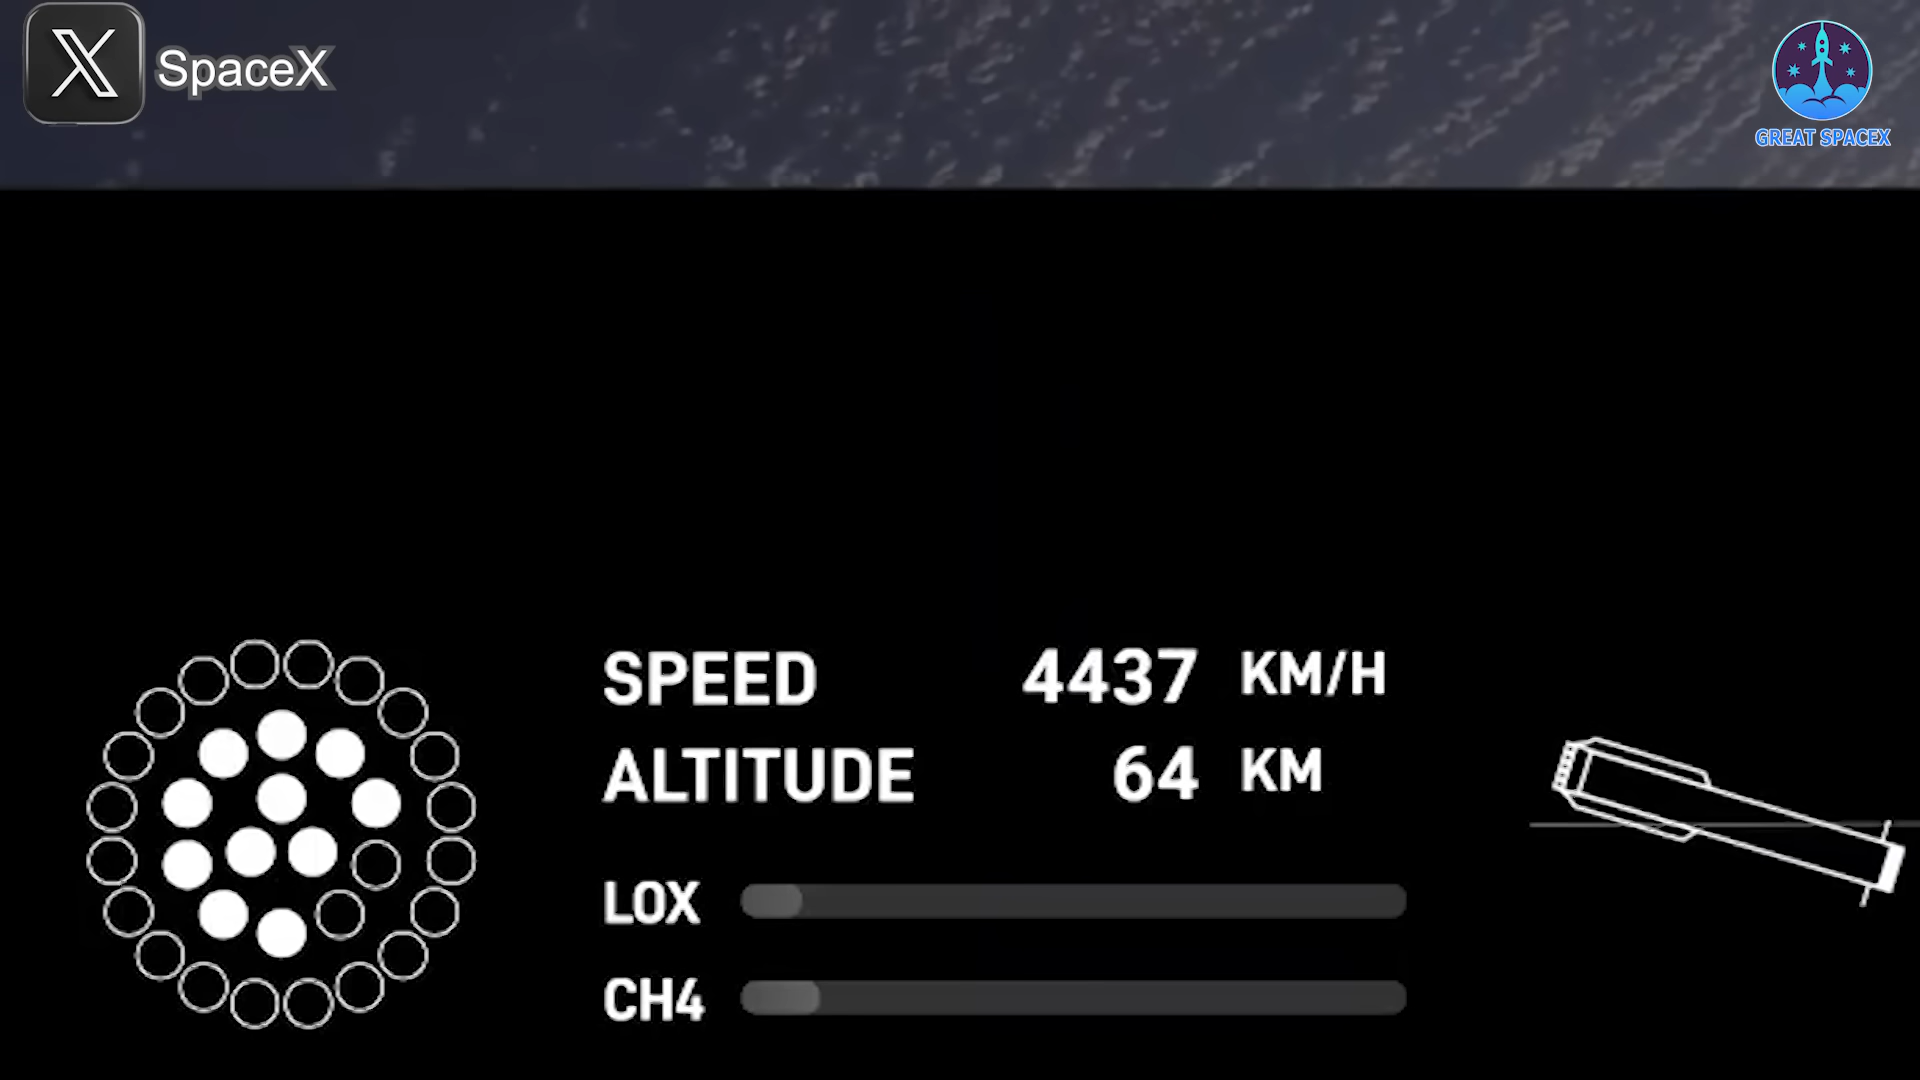 X SpaceX
GREAT SPACEX
SPEED 4437 KM/H
ALTITUDE 64 KM
LOX
CH4